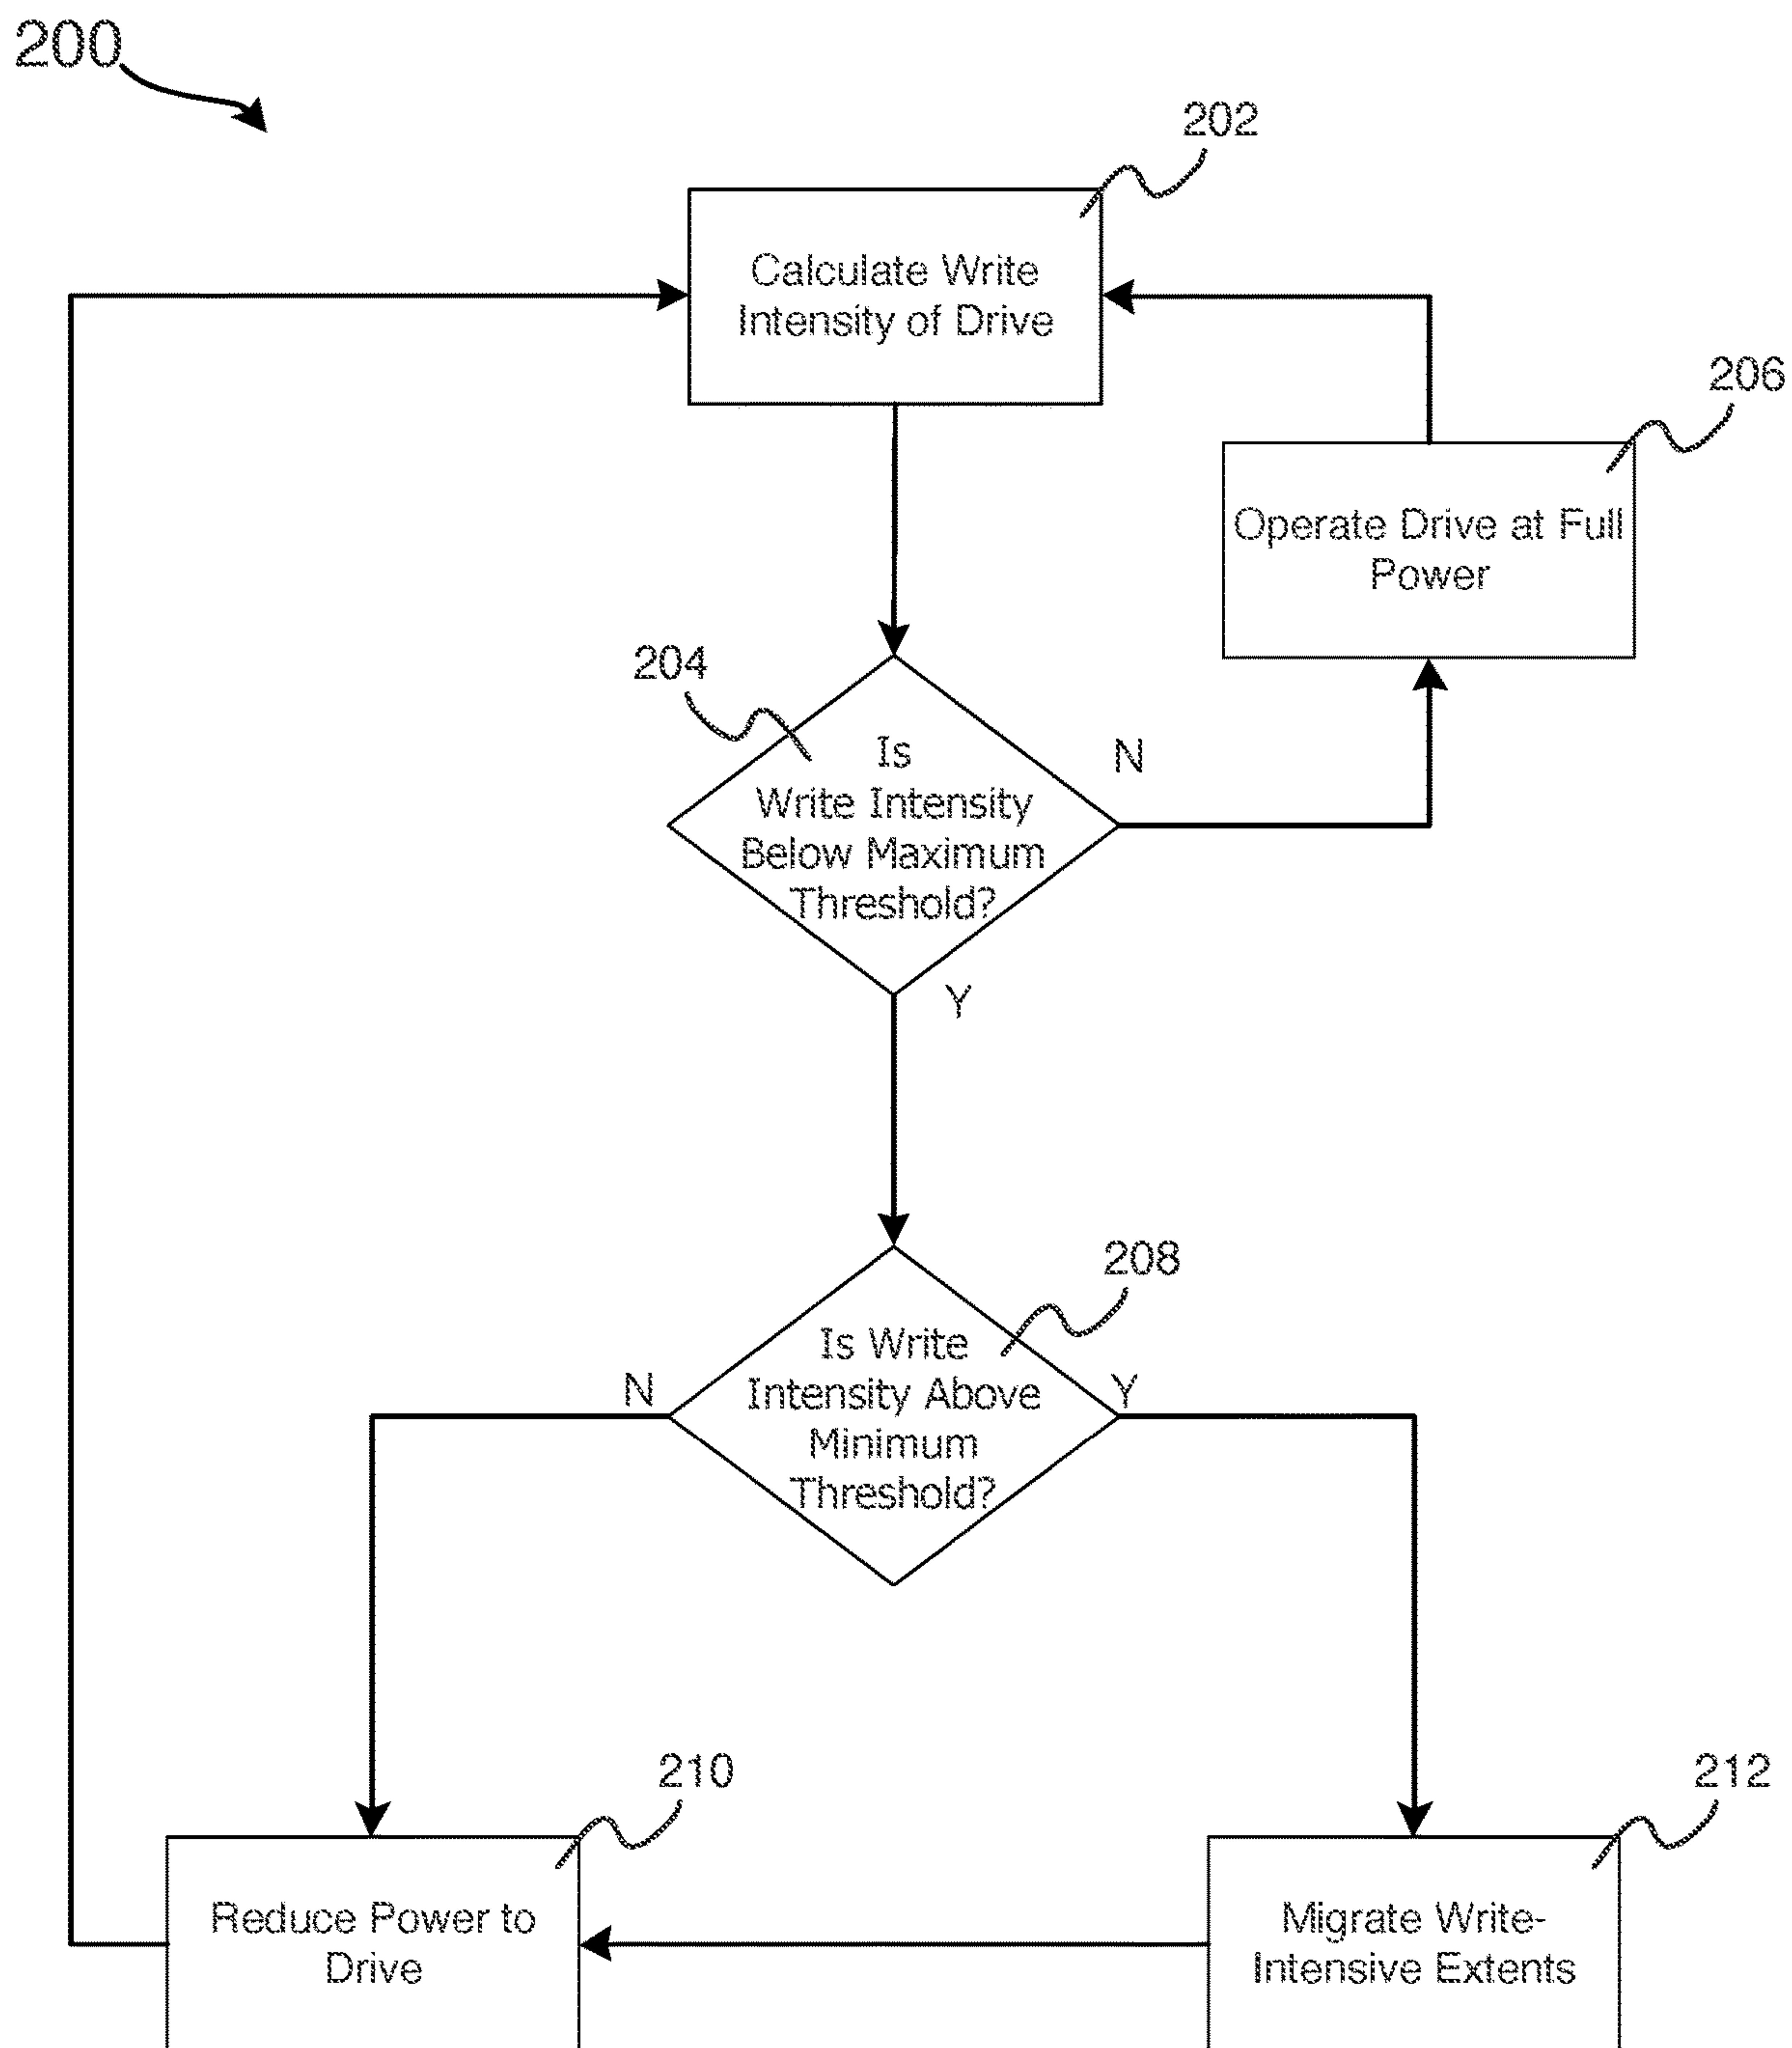 200
202
Calculate Write
Intensity of Drive
206
Operate Drive at Full
Power
204
Is
Write Intensity
Below Maximum
Threshold?
N
Y
208
Is Write
Intensity Above
Minimum
Threshold?
N
Y
210
Reduce Power to
Drive
212
Migrate Write-
Intensive Extents